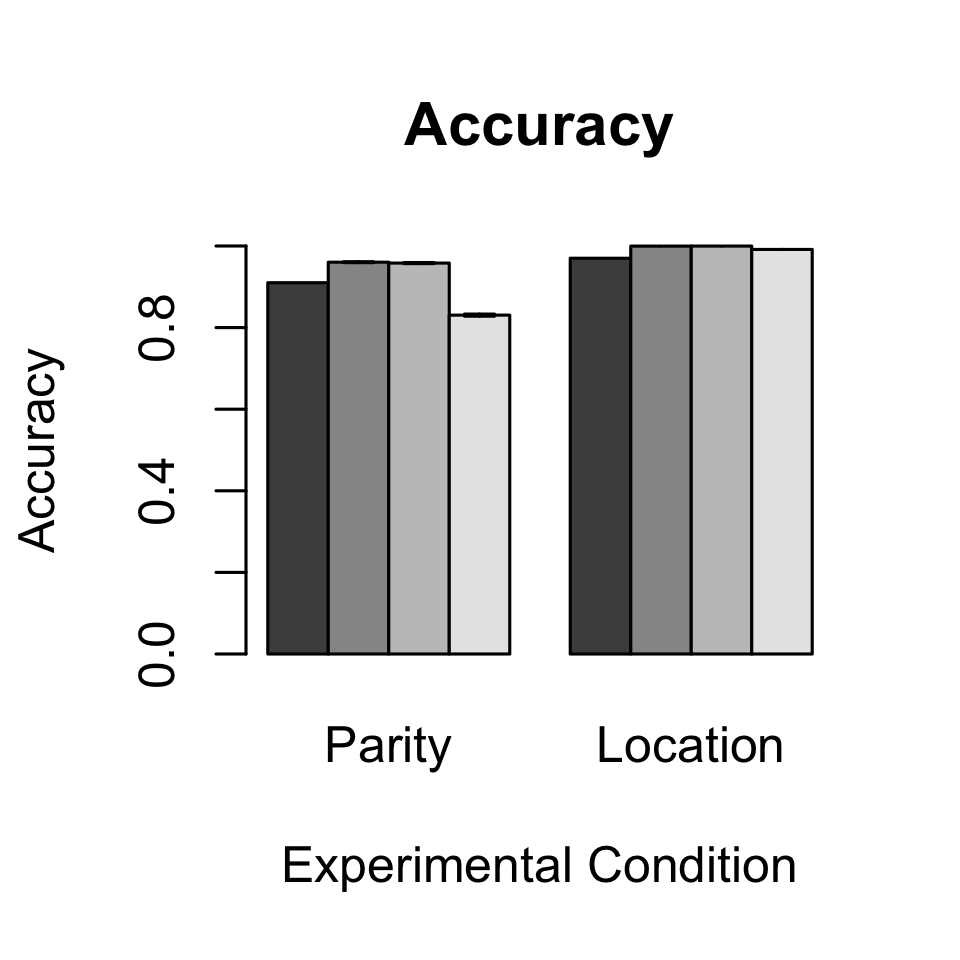 Accuracy
Accuracy
0.8
0.4
0.0
Parity Location
Experimental Condition